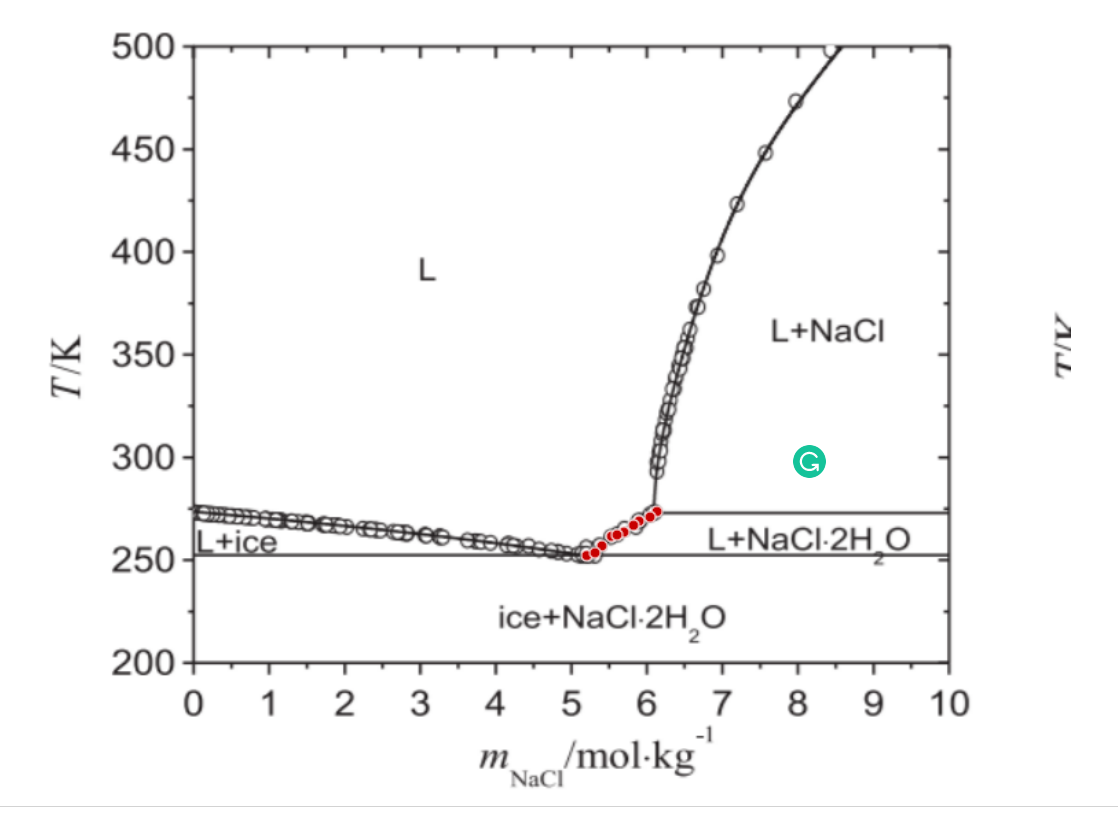 500
450
400
350
300
250
200
T/K
L
L+NaCl
L+ice
L+NaCl·2H₂O
ice+NaCl·2H₂O
0 1 2 3 4 5 6 7 8 9 10
m_NaCl/mol·kg⁻¹
T/K
G